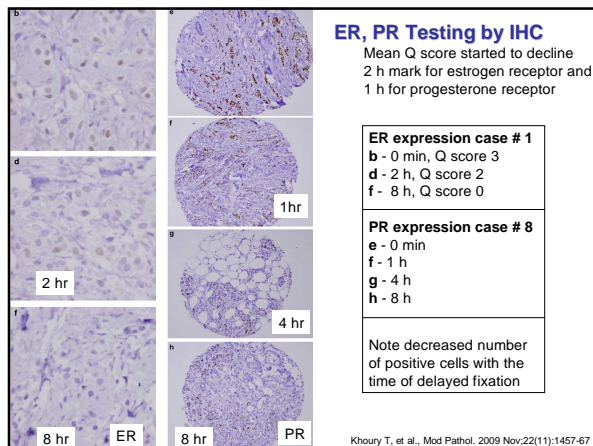 ER, PR Testing by IHC
Mean Q score started to decline
2 h mark for estrogen receptor and
1 h for progesterone receptor
b
d
2 hr
f
8 hr
ER
e
f
1hr
g
4 hr
h
8 hr
PR
ER expression case # 1
b - 0 min, Q score 3
d - 2 h, Q score 2
f - 8 h, Q score 0
PR expression case # 8
e - 0 min
f - 1 h
g - 4 h
h - 8 h
Note decreased number
of positive cells with the
time of delayed fixation
Khoury T, et al., Mod Pathol. 2009 Nov;22(11):1457-67